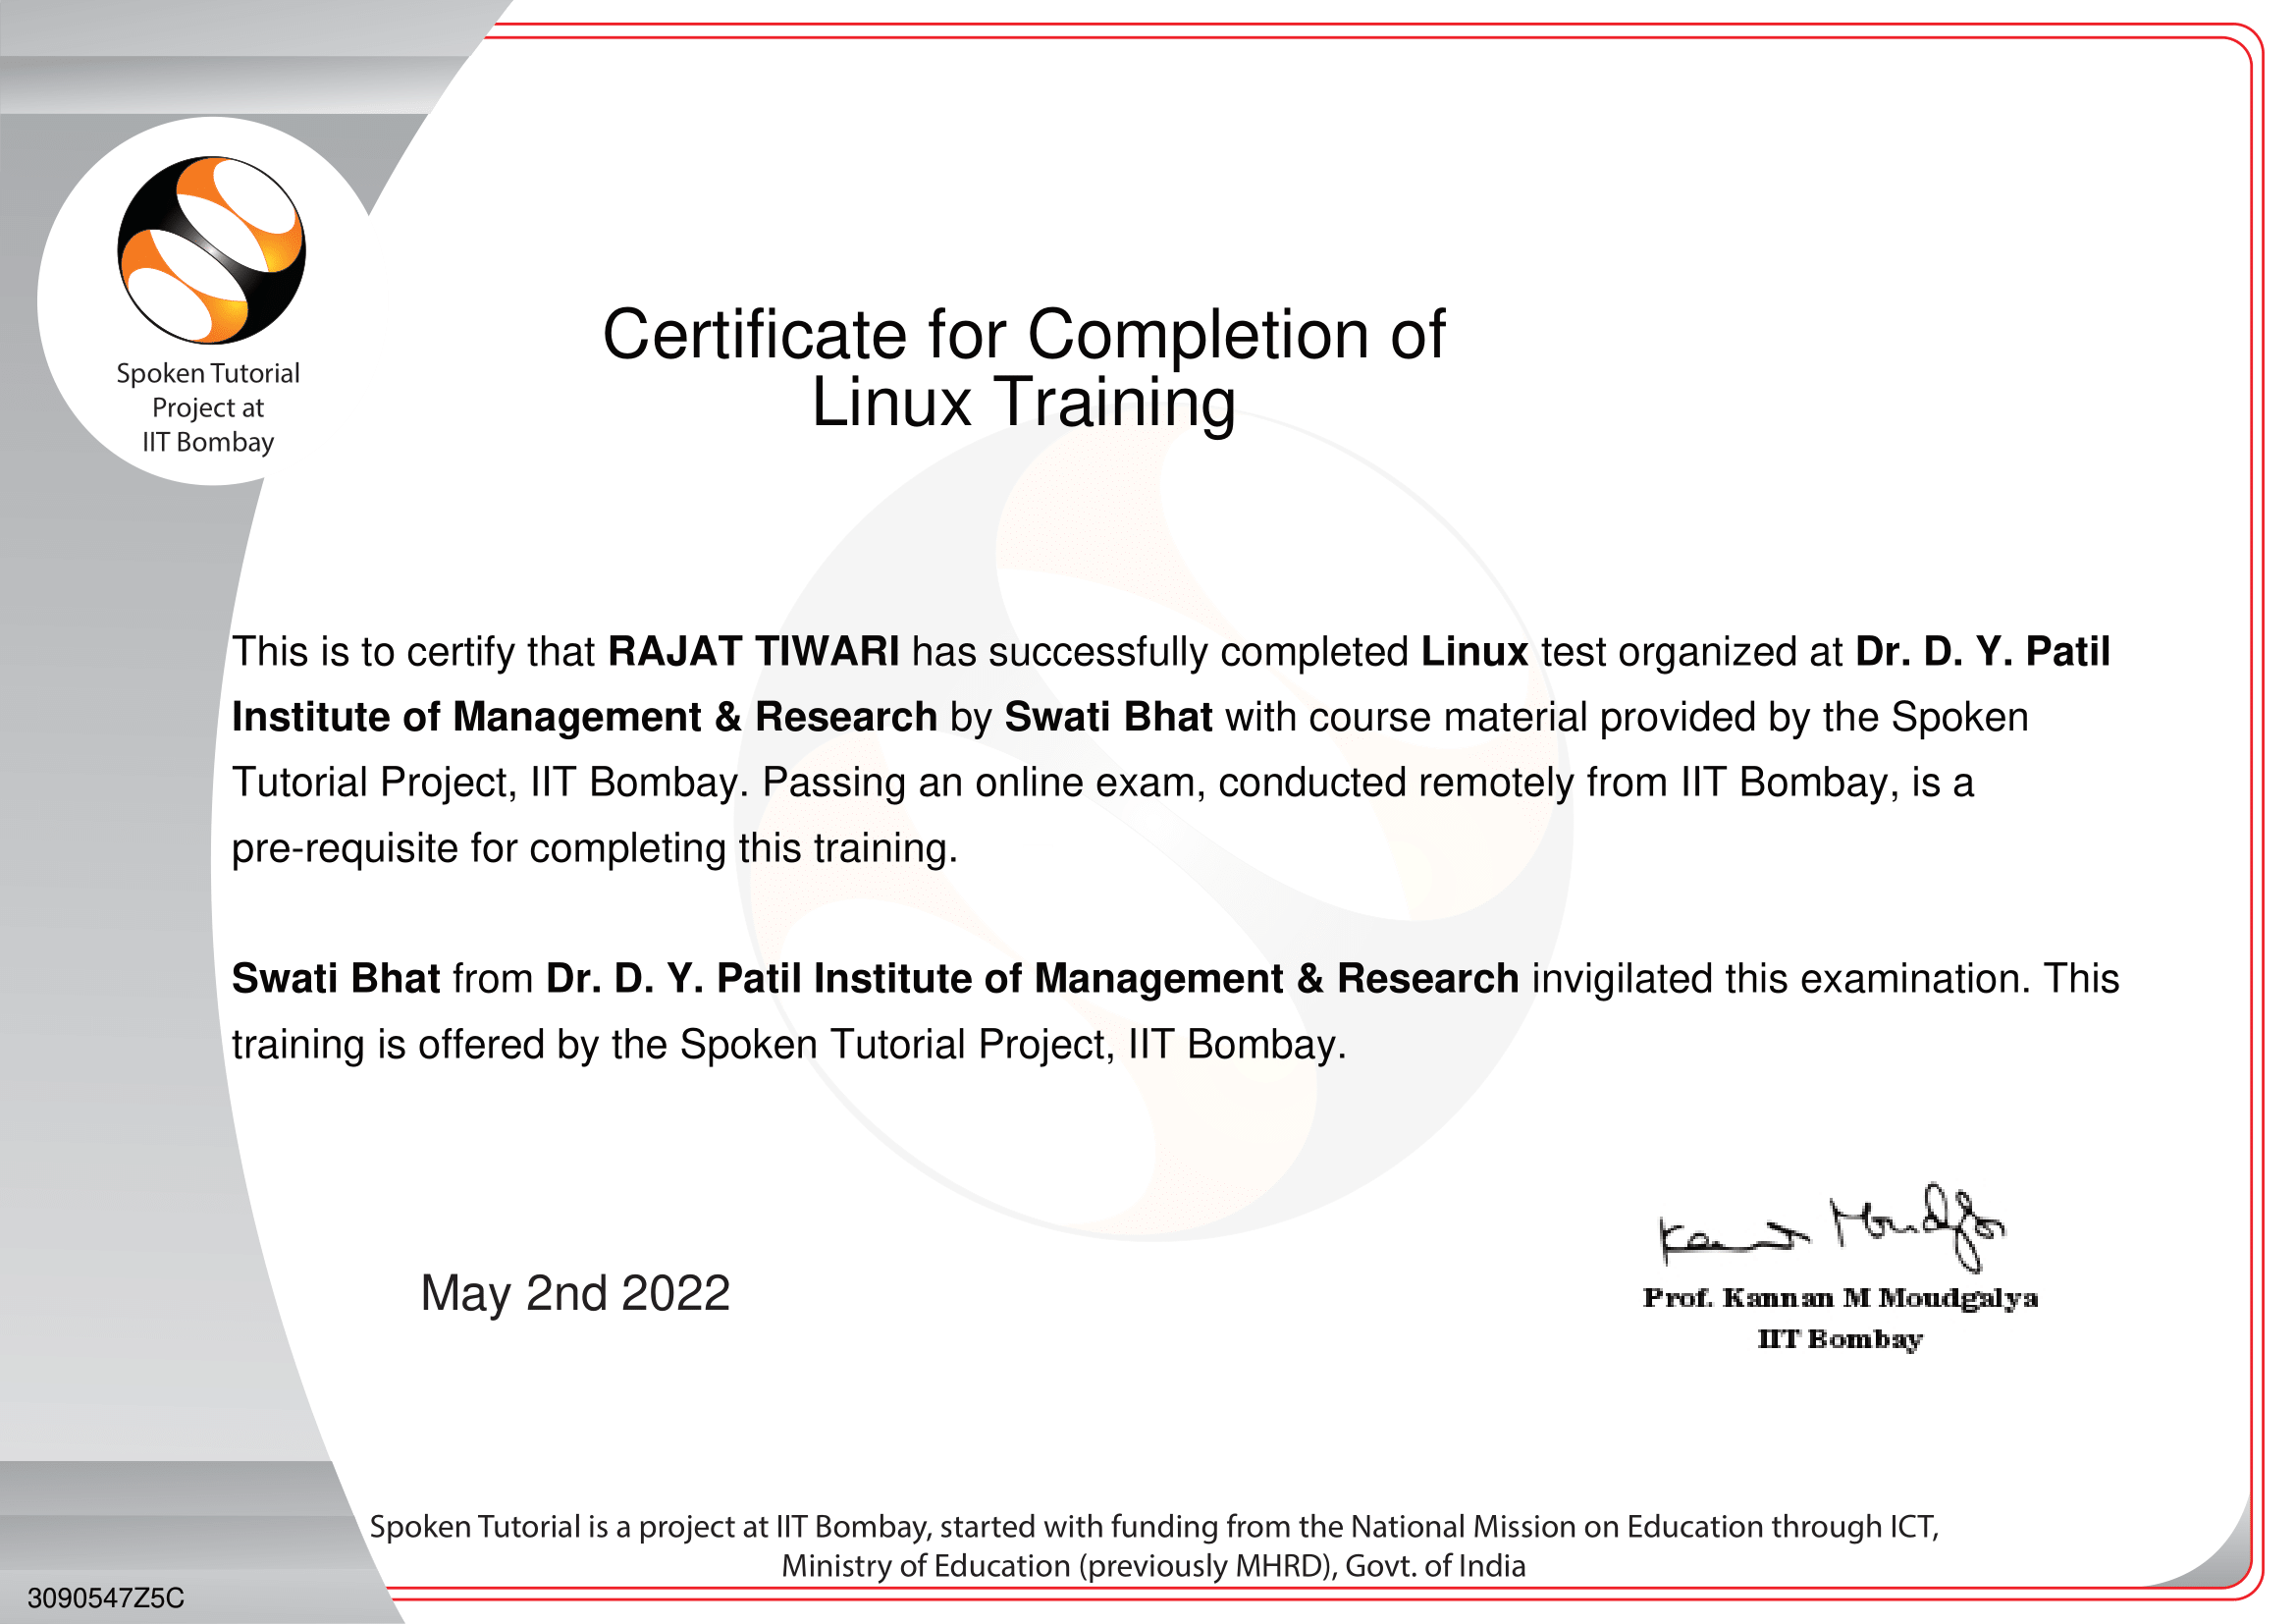 Spoken Tutorial
Project at
IIT Bombay
Certificate for Completion of
Linux Training
This is to certify that RAJAT TIWARI has successfully completed Linux test organized at Dr. D. Y. Patil
Institute of Management & Research by Swati Bhat with course material provided by the Spoken
Tutorial Project, IIT Bombay. Passing an online exam, conducted remotely from IIT Bombay, is a
pre-requisite for completing this training.
Swati Bhat from Dr. D. Y. Patil Institute of Management & Research invigilated this examination. This
training is offered by the Spoken Tutorial Project, IIT Bombay.
May 2nd 2022
Kannan Moudgalya
Prof. Kannan M Moudgalya
IIT Bombay
Spoken Tutorial is a project at IIT Bombay, started with funding from the National Mission on Education through ICT,
Ministry of Education (previously MHRD), Govt. of India
3090547Z5C